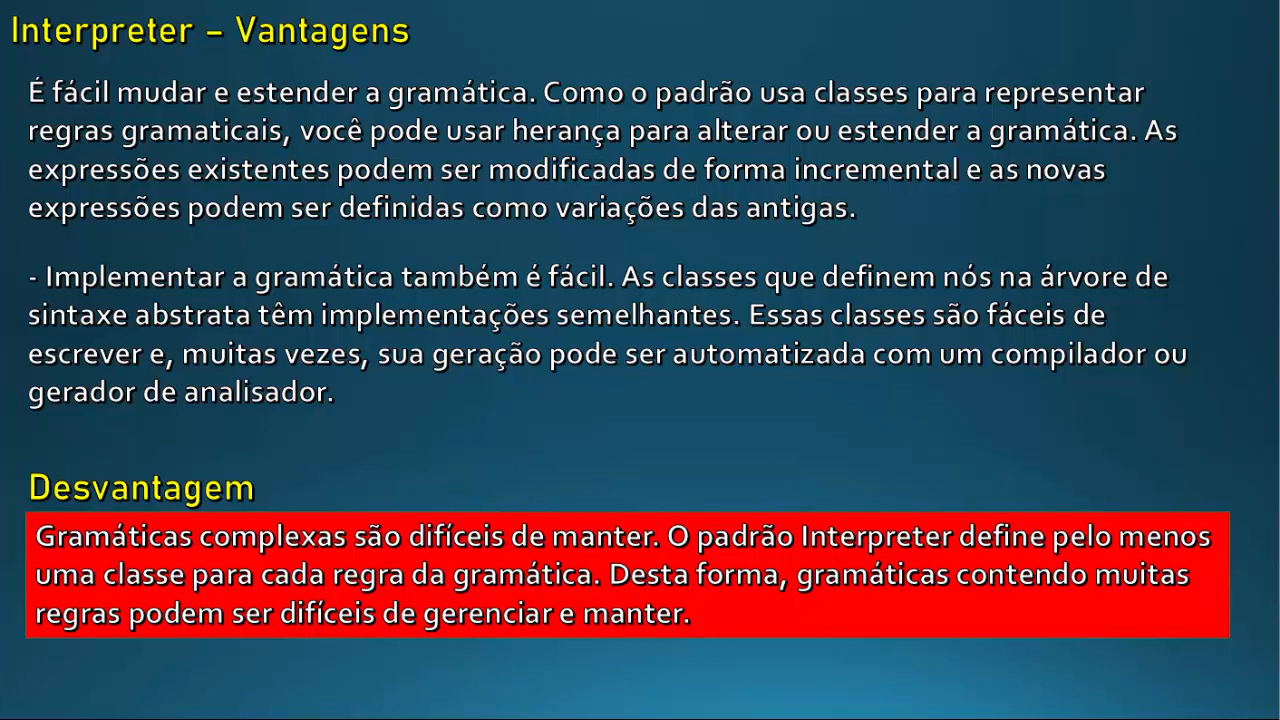 Interpreter – Vantagens
É fácil mudar e estender a gramática. Como o padrão usa classes para representar
regras gramaticais, você pode usar herança para alterar ou estender a gramática. As
expressões existentes podem ser modificadas de forma incremental e as novas
expressões podem ser definidas como variações das antigas.
- Implementar a gramática também é fácil. As classes que definem nós na árvore de
sintaxe abstrata têm implementações semelhantes. Essas classes são fáceis de
escrever e, muitas vezes, sua geração pode ser automatizada com um compilador ou
gerador de analisador.
Desvantagem
Gramáticas complexas são difíceis de manter. O padrão Interpreter define pelo menos
uma classe para cada regra da gramática. Desta forma, gramáticas contendo muitas
regras podem ser difíceis de gerenciar e manter.